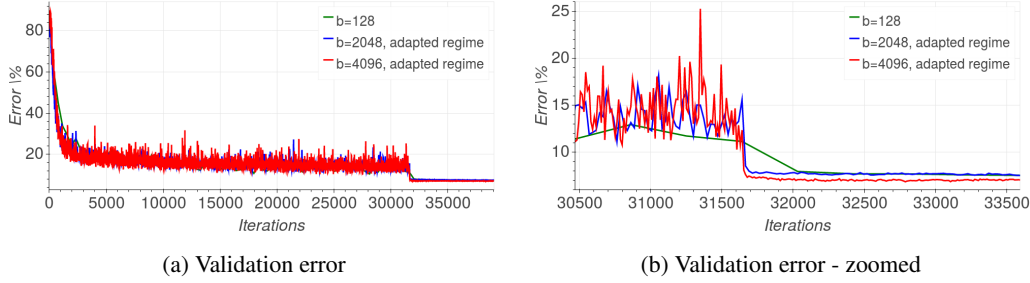 80
60
40
20
Error \%
0
5000
10000
15000
20000
25000
30000
35000
Iterations
b=128
b=2048, adapted regime
b=4096, adapted regime
(a) Validation error
25
20
15
10
Error \%
30500
31000
31500
32000
32500
33000
33500
Iterations
b=128
b=2048, adapted regime
b=4096, adapted regime
(b) Validation error - zoomed